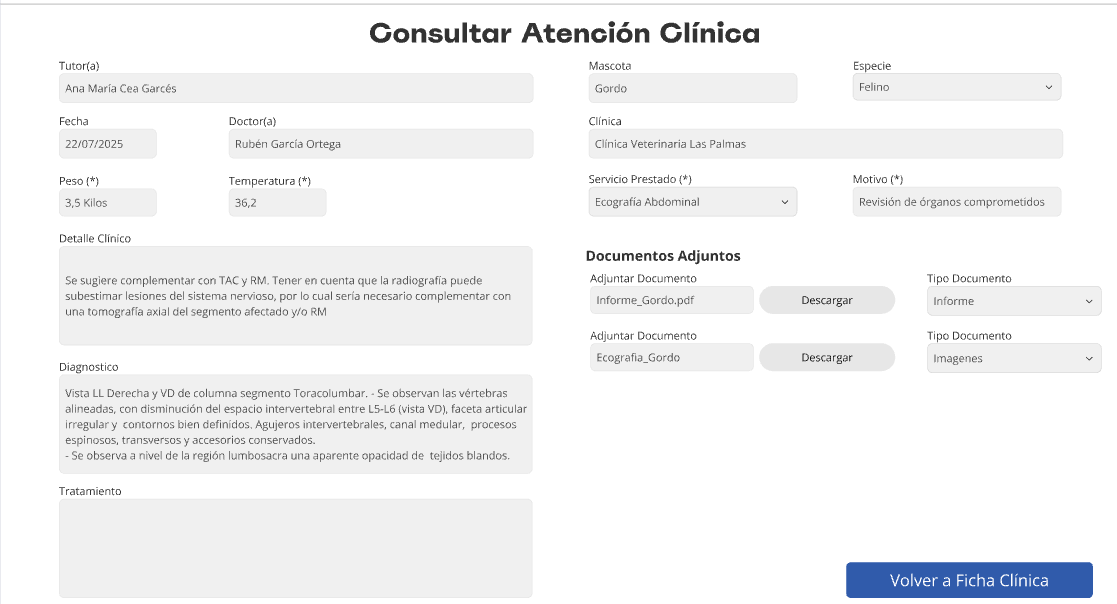 Consultar Atención Clínica
Tutor(a)
Ana María Cea Garcés
Mascota
Gordo
Especie
Felino
Fecha
22/07/2025
Doctor(a)
Rubén García Ortega
Clínica
Clínica Veterinaria Las Palmas
Peso (*)
3,5 Kilos
Temperatura (*)
36,2
Servicio Prestado (*)
Ecografía Abdominal
Motivo (*)
Revisión de órganos comprometidos
Detalle Clínico
Se sugiere complementar con TAC y RM. Tener en cuenta que la radiografía puede
subestimar lesiones del sistema nervioso, por lo cual sería necesario complementar con
una tomografía axial del segmento afectado y/o RM
Diagnostico
Vista LL Derecha y VD de columna segmento Toracolumbar. - Se observan las vértebras
alineadas, con disminución del espacio intervertebral entre L5-L6 (vista VD), faceta articular
irregular y contornos bien definidos. Agujeros intervertebrales, canal medular, procesos
espinosos, transversos y accesorios conservados.
- Se observa a nivel de la región lumbosacra una aparente opacidad de tejidos blandos.
Tratamiento
Documentos Adjuntos
Adjuntar Documento
Informe_Gordo.pdf
Descargar
Tipo Documento
Informe
Adjuntar Documento
Ecografia_Gordo
Descargar
Tipo Documento
Imagenes
Volver a Ficha Clínica